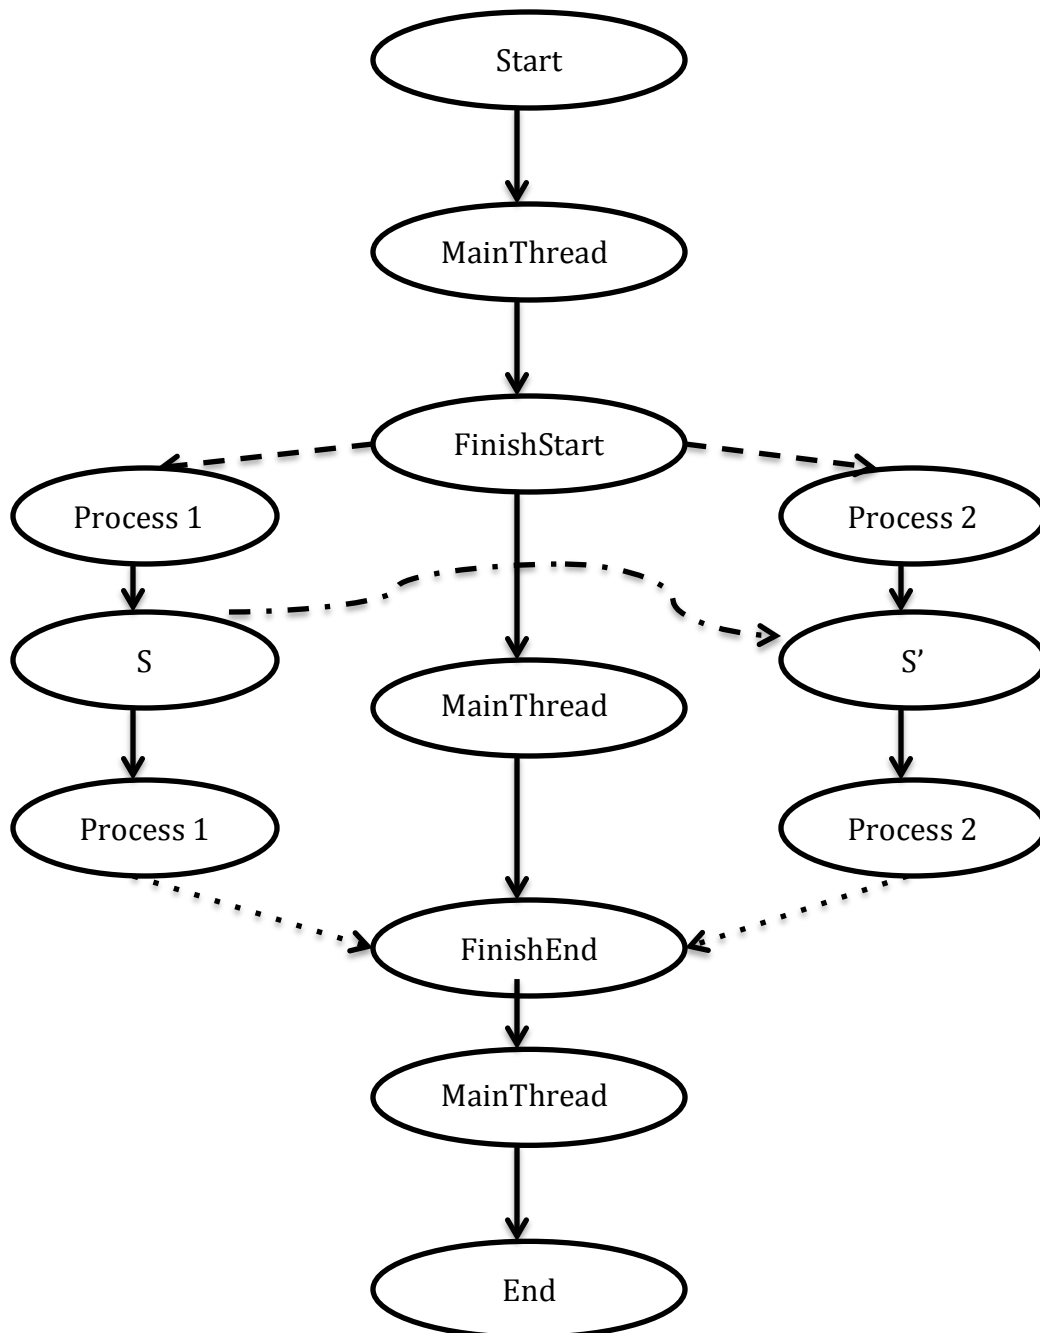 Start
MainThread
FinishStart
Process 1
Process 2
S
S’
MainThread
Process 1
Process 2
FinishEnd
MainThread
End